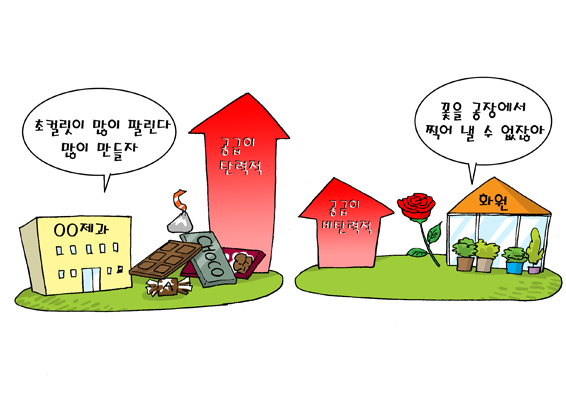 초컬릿이 많이 팔린다
많이 만들자
공급이
탄력적
OO제과
CHOCO
공급이
비탄력적
꽃을 공장에서
찍어 낼 수 없잖아
화원